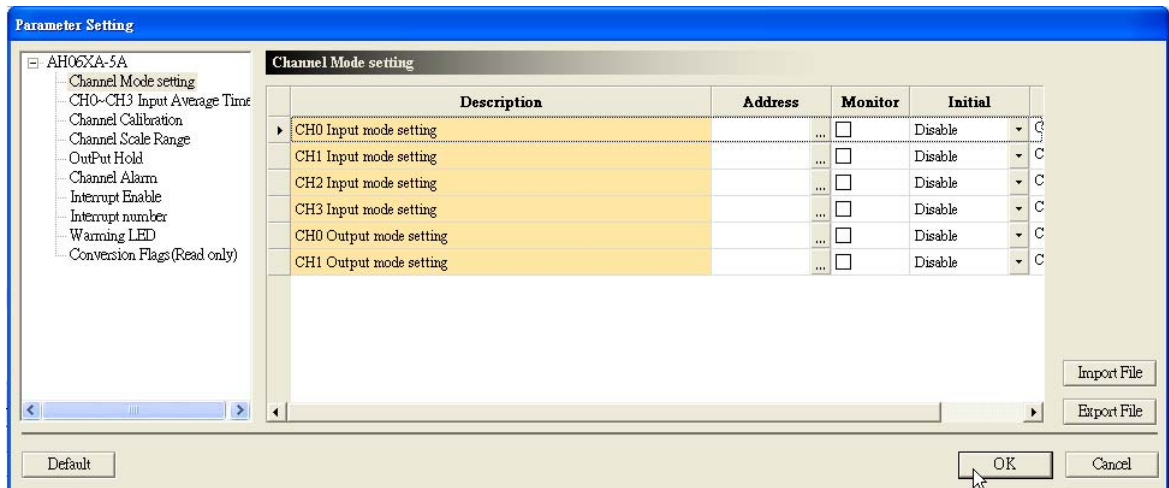 Parameter Setting
AH06XA-5A
Channel Mode setting
CH0~CH3 Input Average Time
Channel Calibration
Channel Scale Range
OutPut Hold
Channel Alarm
Interrupt Enable
Interrupt number
Warming LED
Conversion Flags(Read only)
Channel Mode setting
Description Address Monitor Initial
CH0 Input mode setting ... Disable C
CH1 Input mode setting ... Disable C
CH2 Input mode setting ... Disable C
CH3 Input mode setting ... Disable C
CH0 Output mode setting ... Disable C
CH1 Output mode setting ... Disable C
Import File
Export File
Default OK Cancel